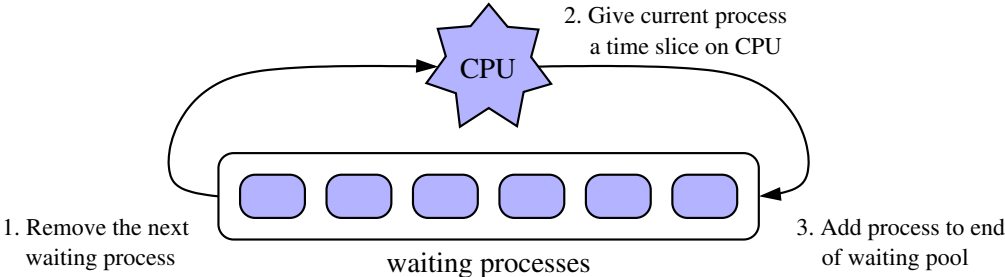 2. Give current process
a time slice on CPU
CPU
1. Remove the next
waiting process
3. Add process to end
of waiting pool
waiting processes